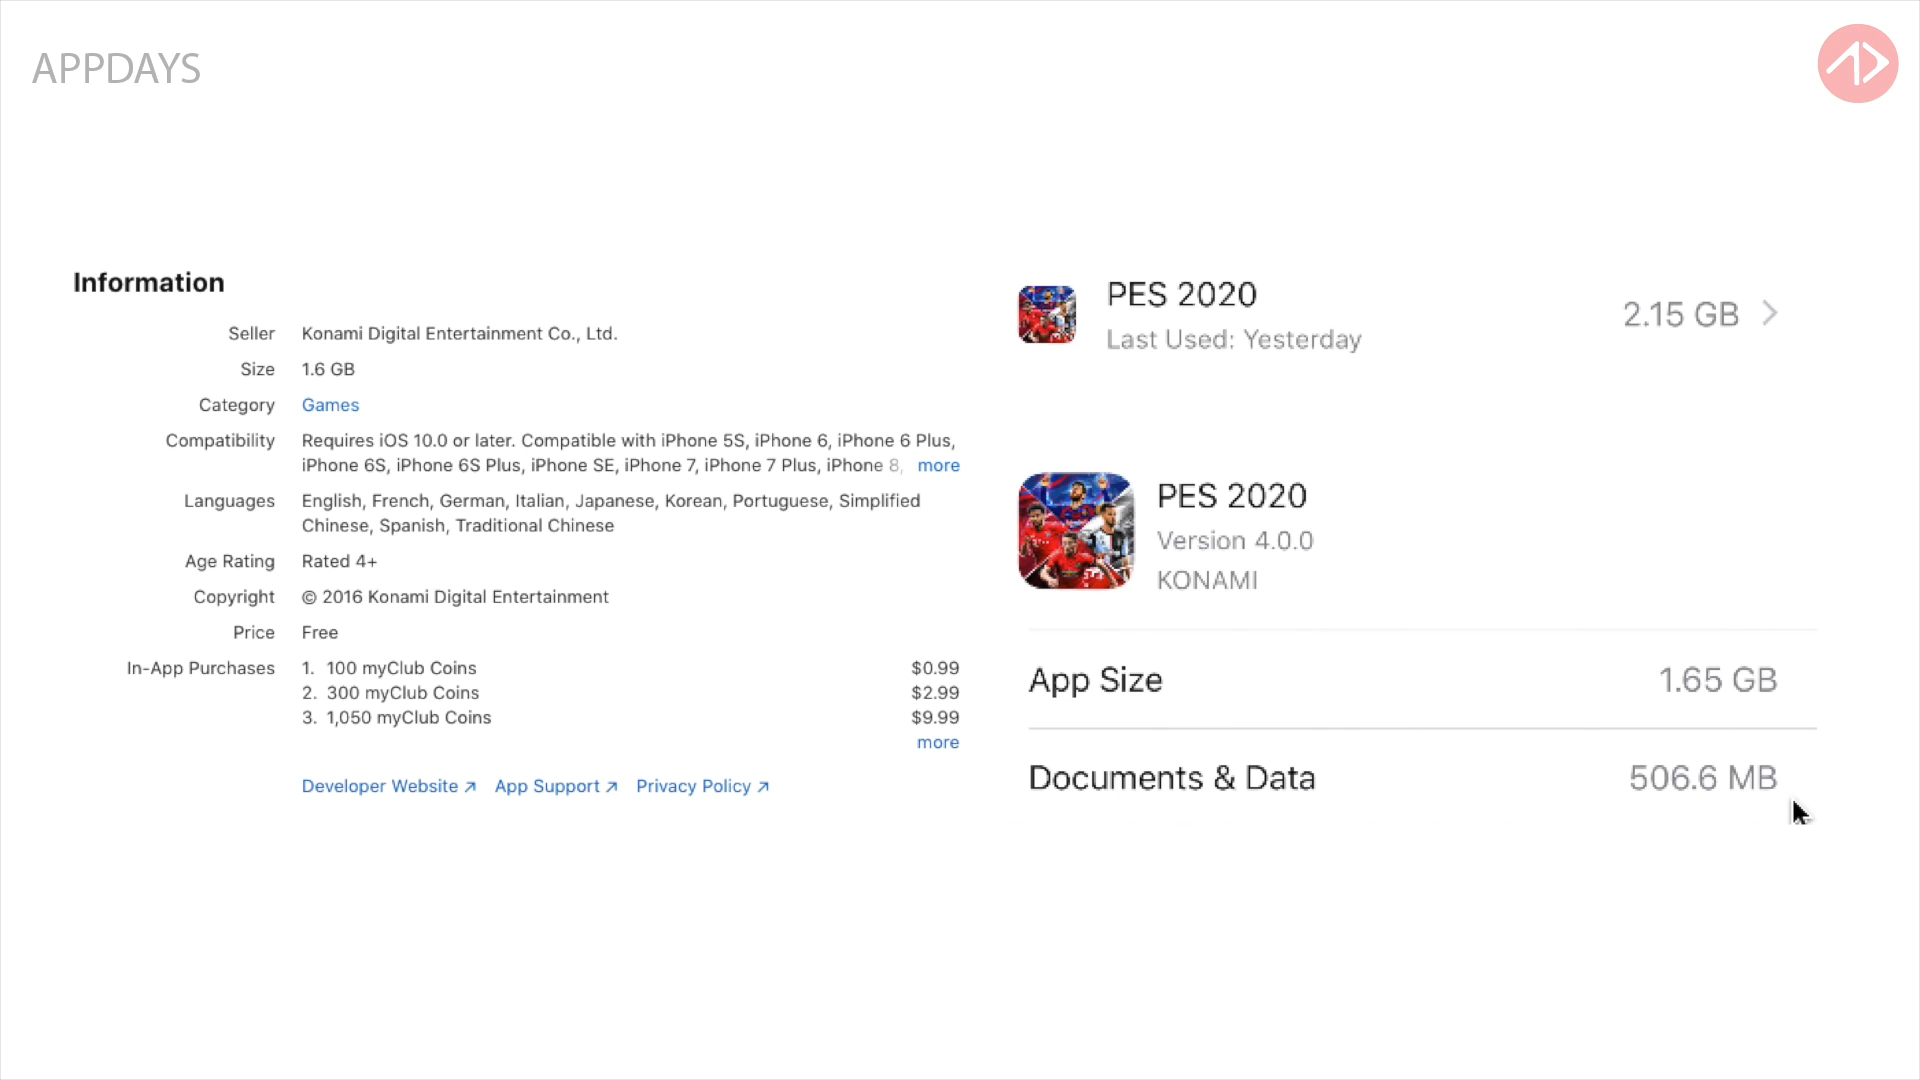 APPDAYS
Information
Seller Konami Digital Entertainment Co., Ltd.
Size 1.6 GB
Category Games
Compatibility Requires iOS 10.0 or later. Compatible with iPhone 5S, iPhone 6, iPhone 6 Plus,
iPhone 6S, iPhone 6S Plus, iPhone SE, iPhone 7, iPhone 7 Plus, iPhone 8, more
Languages English, French, German, Italian, Japanese, Korean, Portuguese, Simplified
Chinese, Spanish, Traditional Chinese
Age Rating Rated 4+
Copyright © 2016 Konami Digital Entertainment
Price Free
In-App Purchases 1. 100 myClub Coins $0.99
2. 300 myClub Coins $2.99
3. 1,050 myClub Coins $9.99
more
Developer Website ↗ App Support ↗ Privacy Policy ↗
PES 2020
Last Used: Yesterday
2.15 GB
PES 2020
Version 4.0.0
KONAMI
App Size 1.65 GB
Documents & Data 506.6 MB